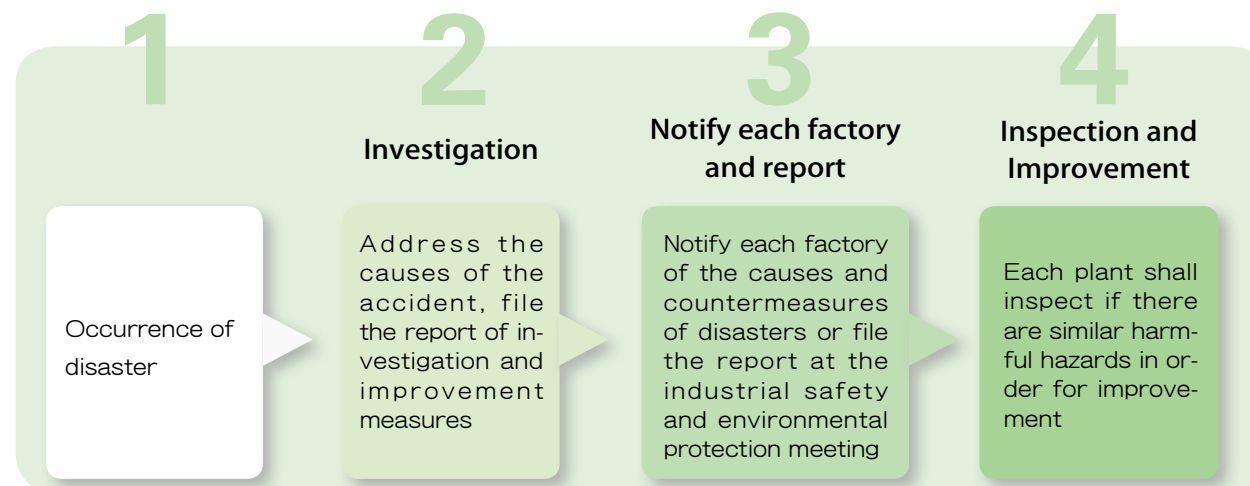 1
Occurrence of
disaster
2
Investigation
Address the
causes of the
accident, file
the report of in-
vestigation and
improvement
measures
3
Notify each factory
and report
Notify each factory
of the causes and
countermeasures
of disasters or file
the report at the
industrial safety
and environmental
protection meeting
4
Inspection and
Improvement
Each plant shall
inspect if there
are similar harm-
ful hazards in or-
der for improve-
ment